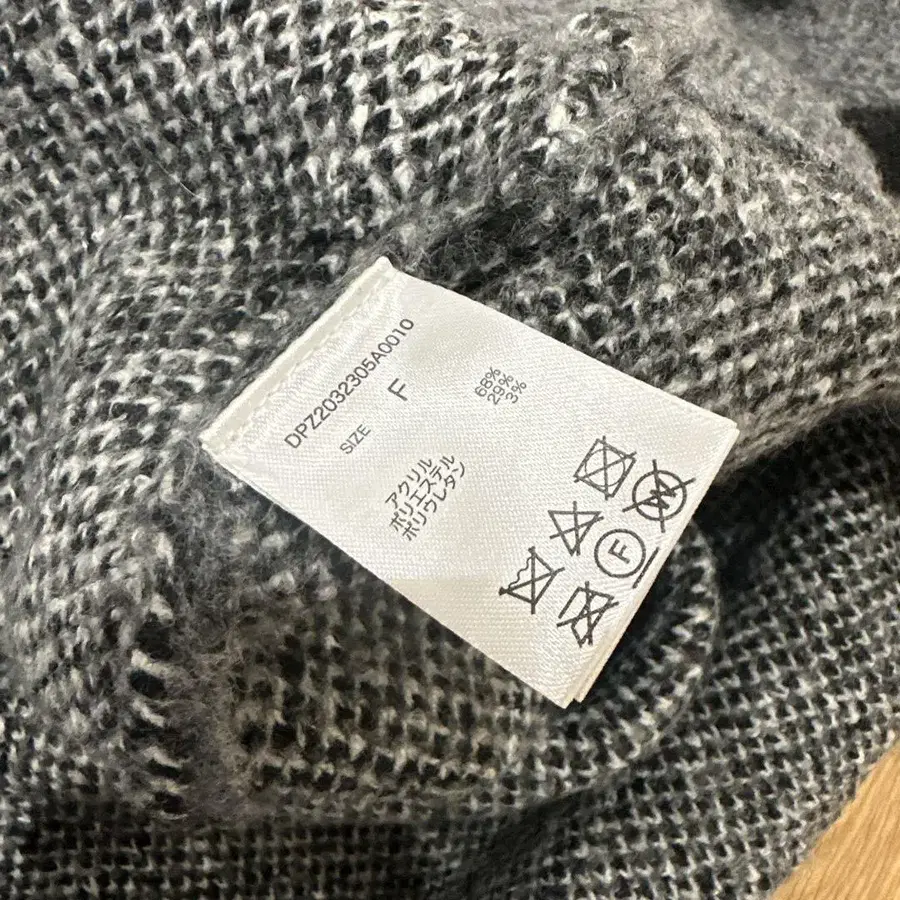 DPZ2032305A0010
SIZE F
アクリル 68%
ポリエステル 29%
ポリウレタン 3%
W
F